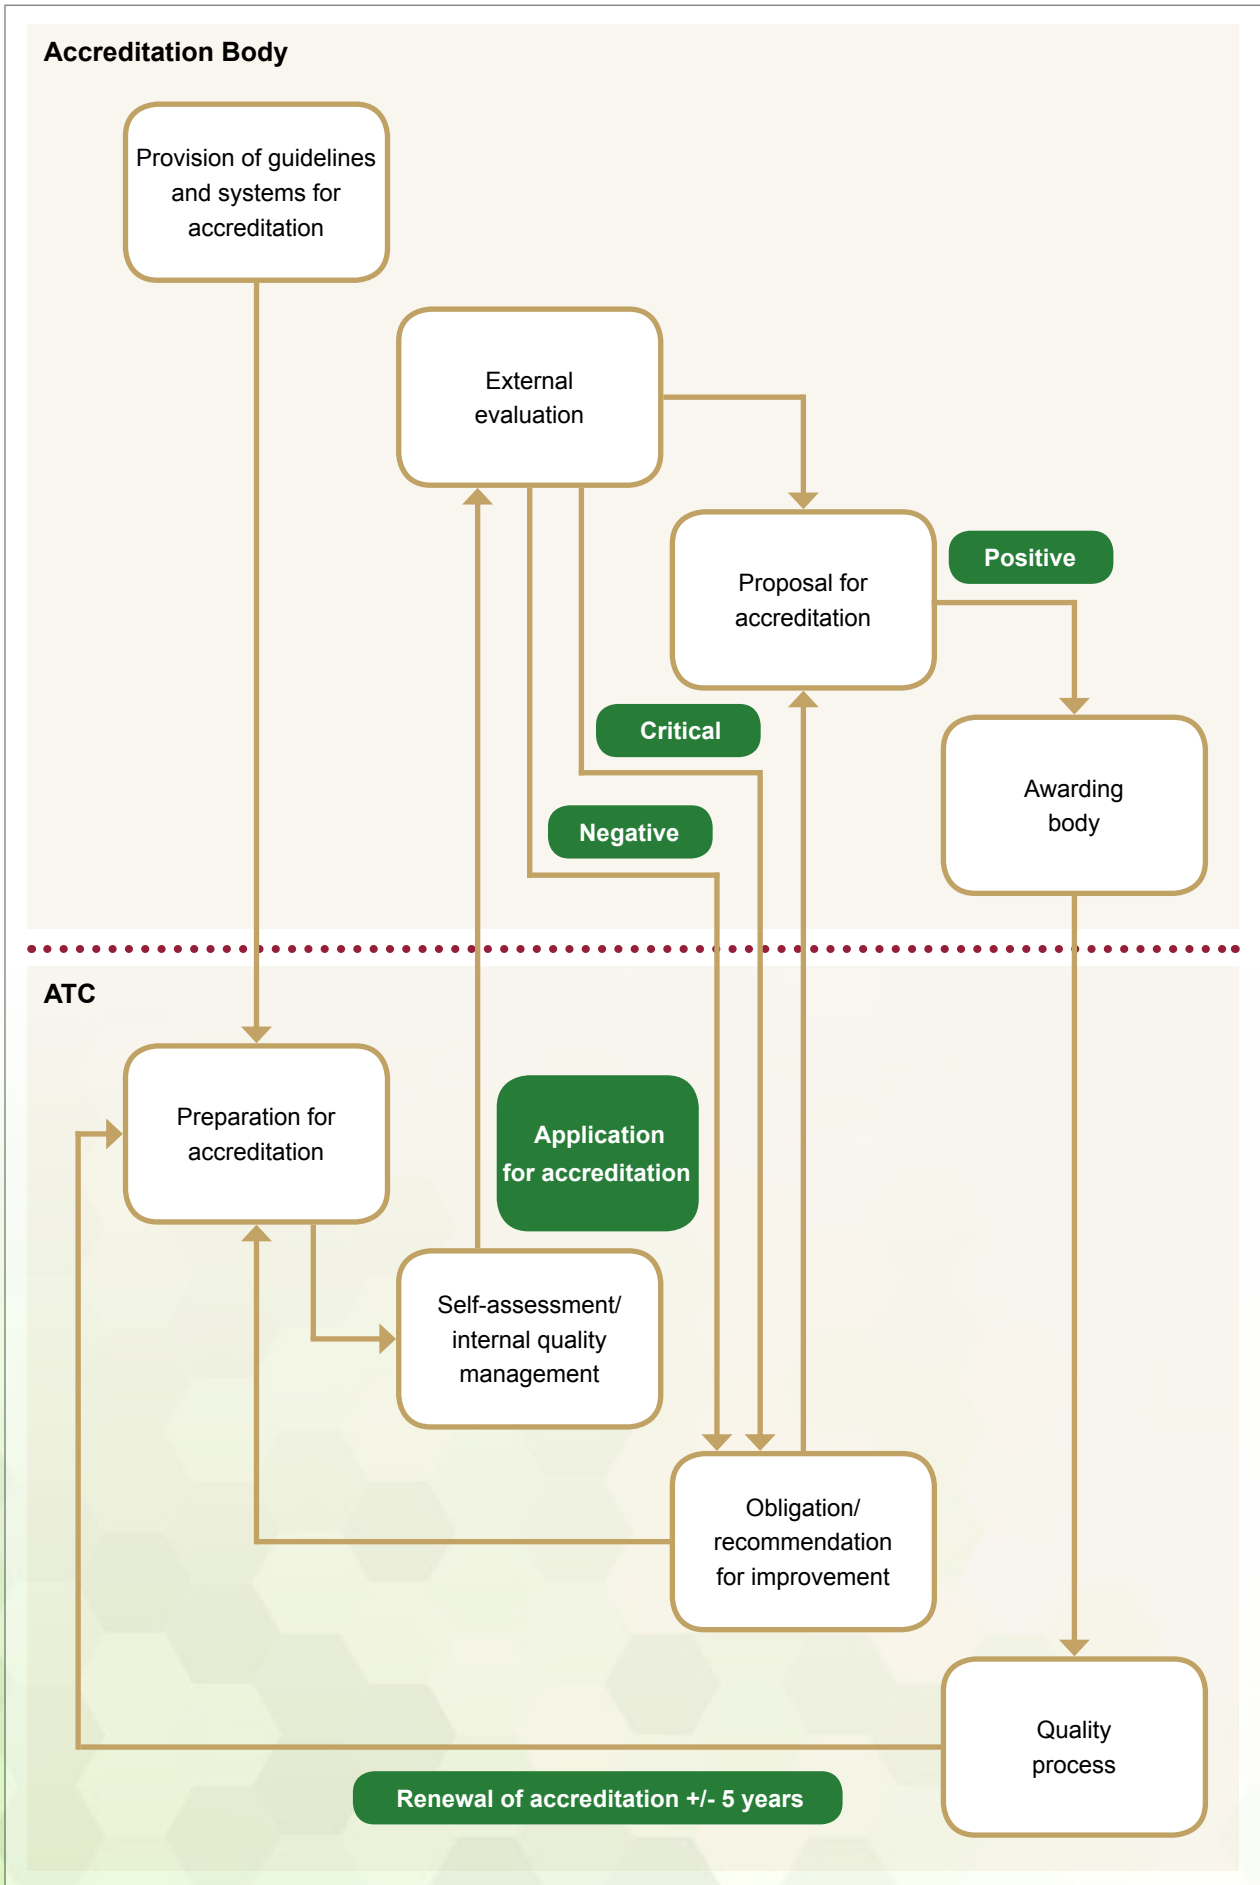 Accreditation Body
Provision of guidelines
and systems for
accreditation
External
evaluation
Proposal for
accreditation
Positive
Critical
Awarding
body
Negative
ATC
Preparation for
accreditation
Application
for accreditation
Self-assessment/
internal quality
management
Obligation/
recommendation
for improvement
Quality
process
Renewal of accreditation +/- 5 years